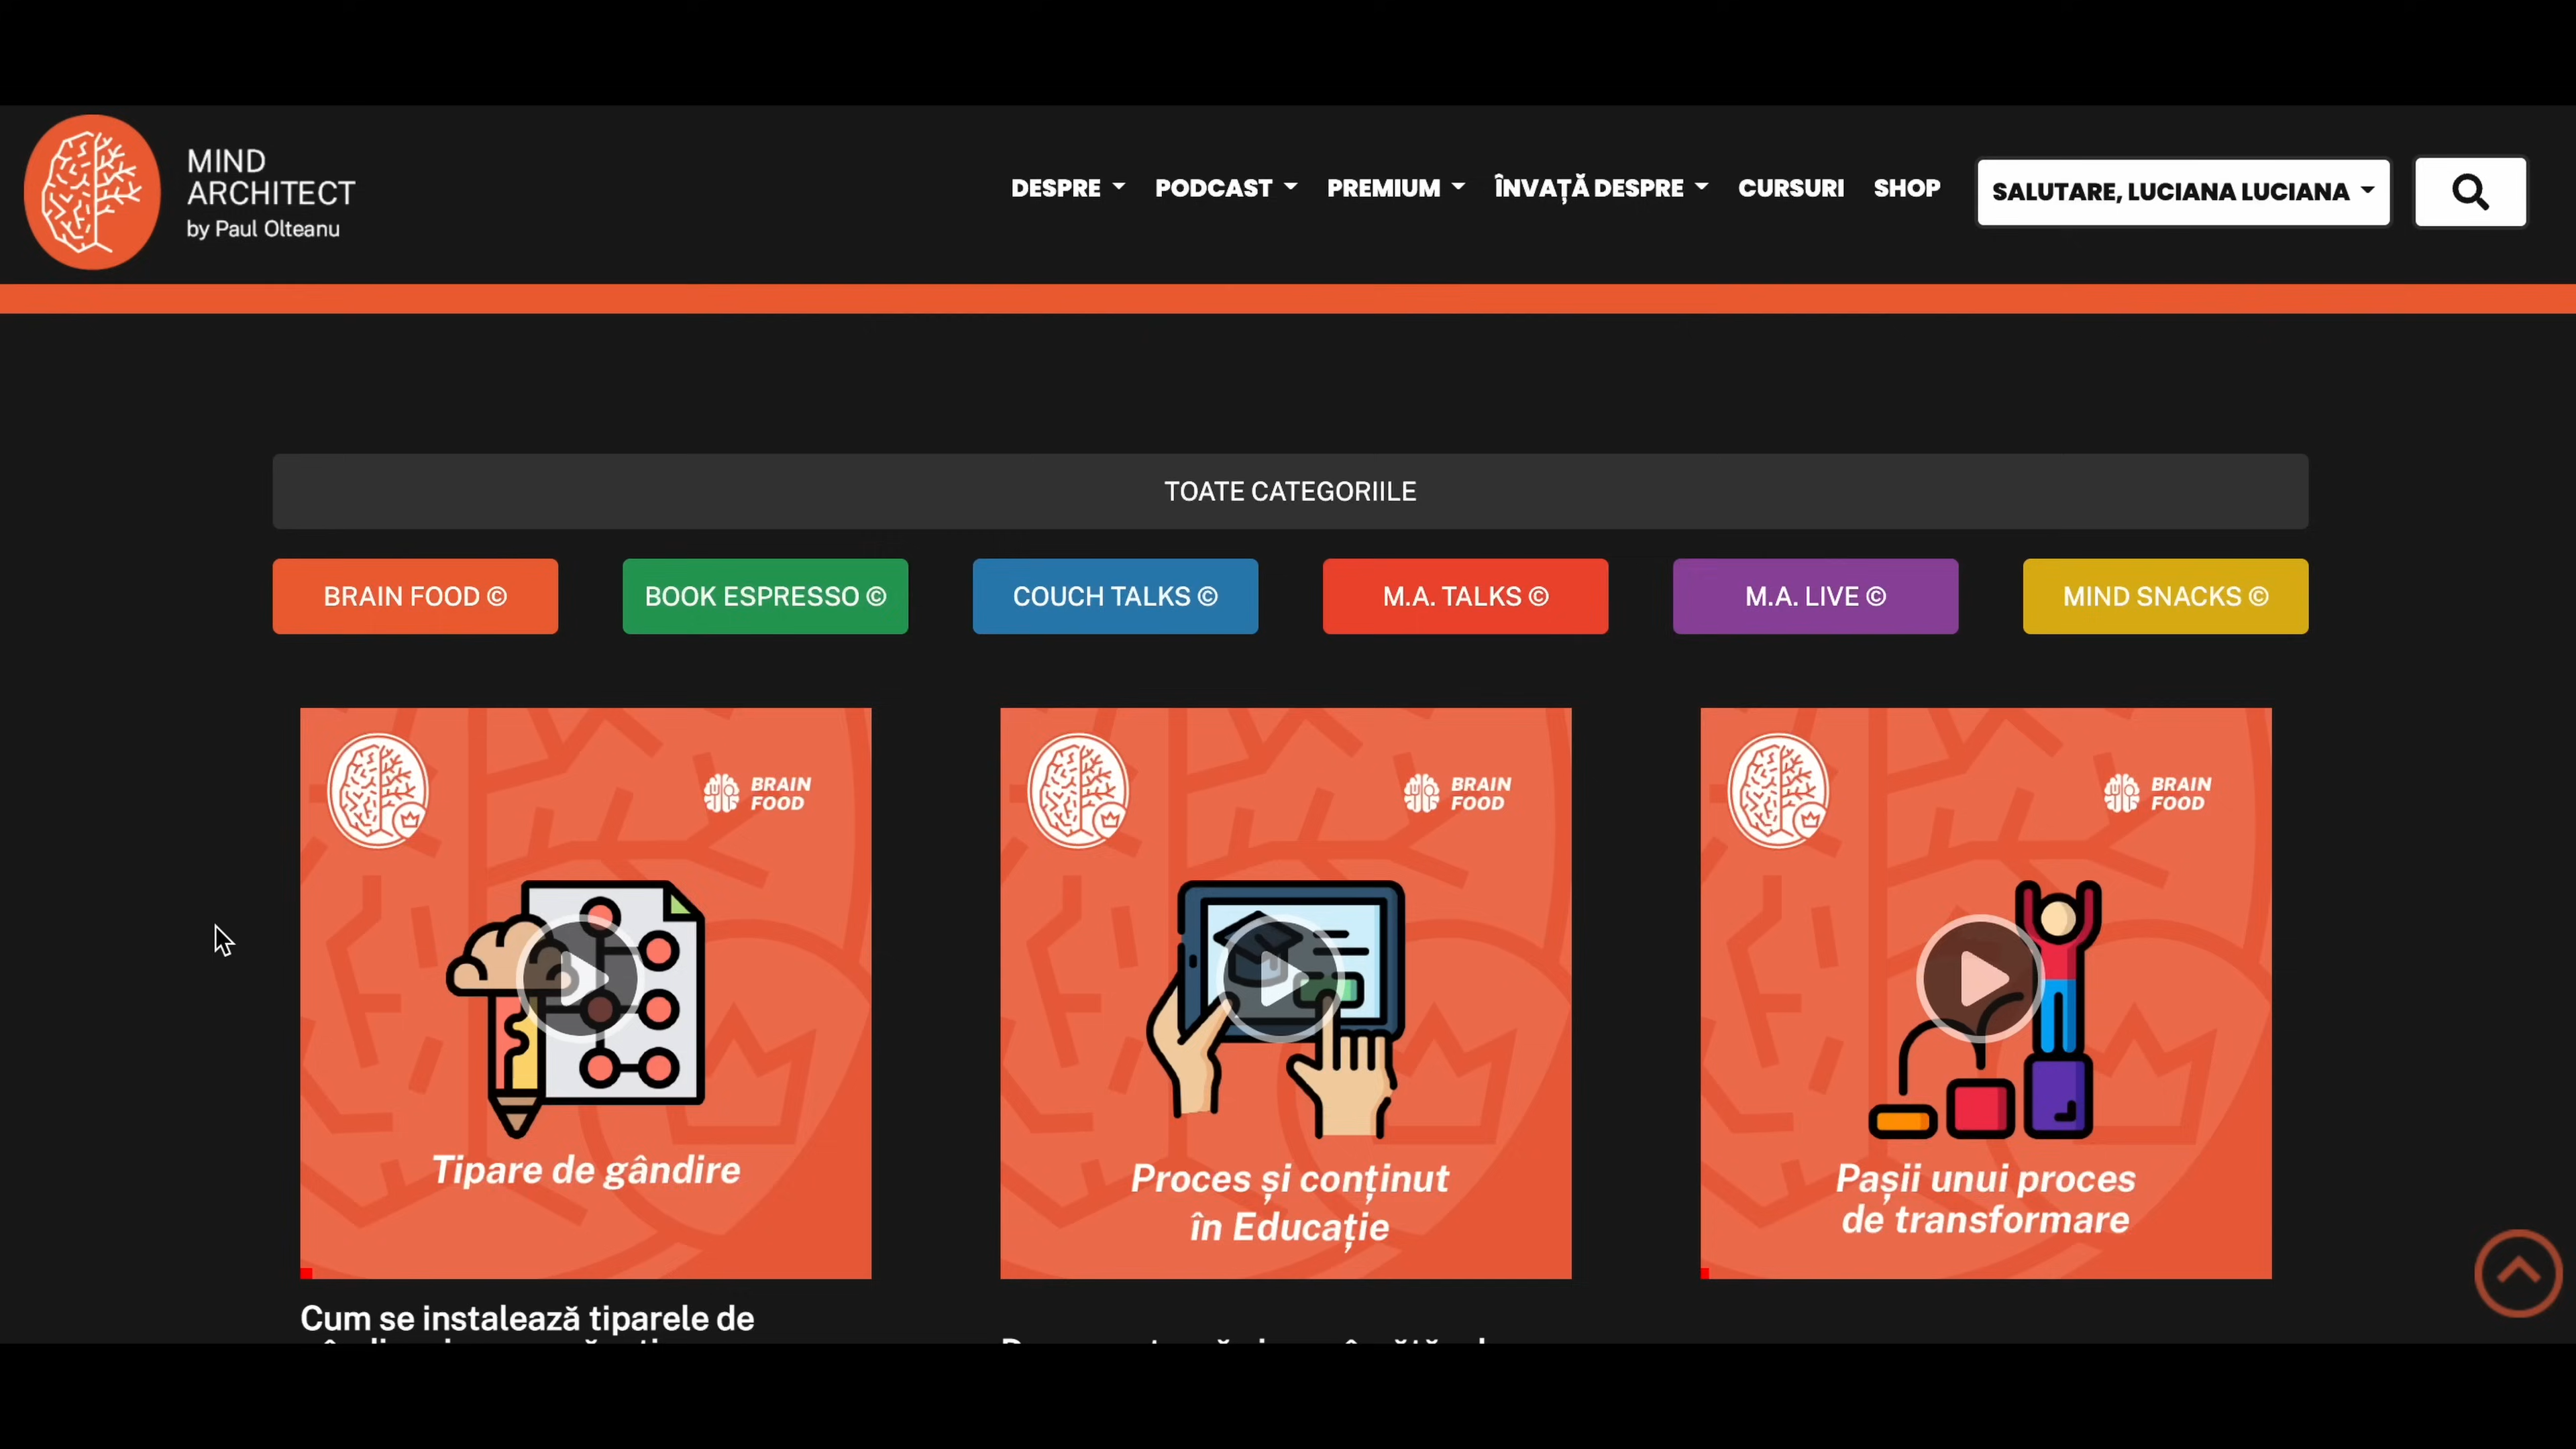 MIND
ARCHITECT
by Paul Olteanu
DESPRE
PODCAST
PREMIUM
ÎNVAȚĂ DESPRE
CURSURI
SHOP
SALUTARE, LUCIANA LUCIANA
TOATE CATEGORIILE
BRAIN FOOD ©
BOOK ESPRESSO ©
COUCH TALKS ©
M.A. TALKS ©
M.A. LIVE ©
MIND SNACKS ©
BRAIN
FOOD
Tipare de gândire
BRAIN
FOOD
Proces și conținut
în Educație
BRAIN
FOOD
Pașii unui proces
de transformare
Cum se instalează tiparele de